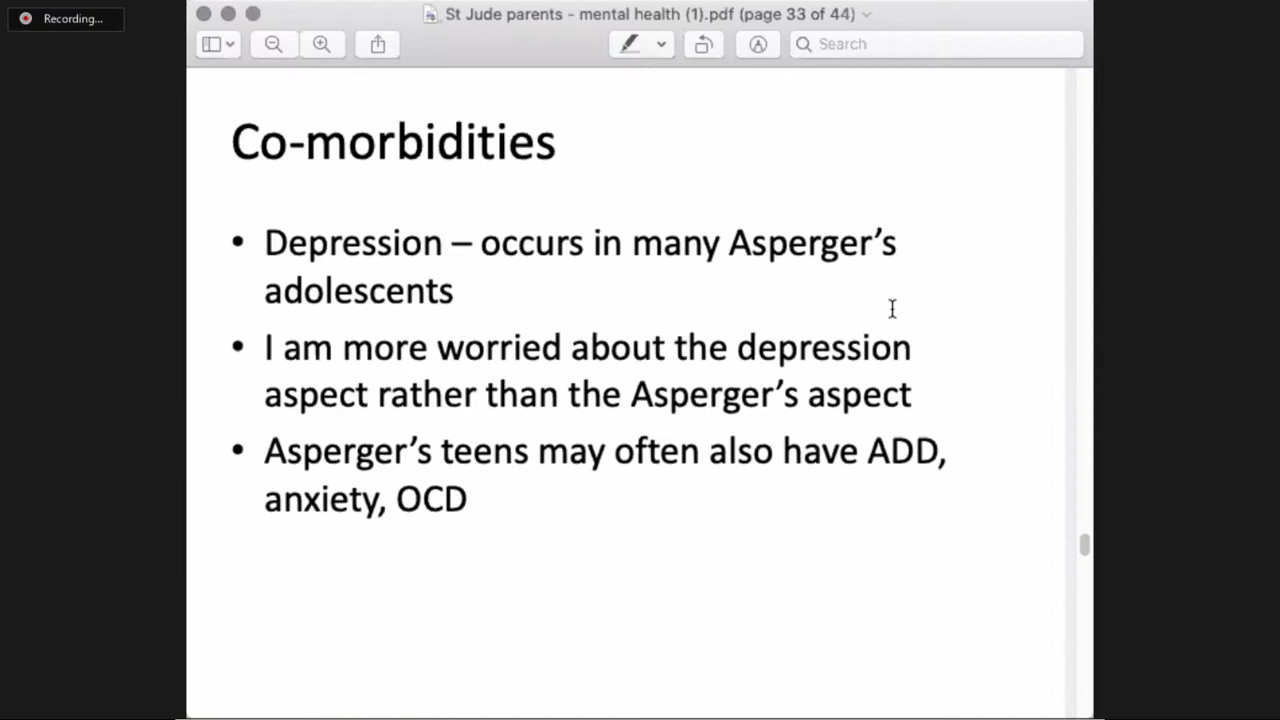 Recording...
St Jude parents - mental health (1).pdf (page 33 of 44)
Search
Co-morbidities
• Depression – occurs in many Asperger’s
adolescents
• I am more worried about the depression
aspect rather than the Asperger’s aspect
• Asperger’s teens may often also have ADD,
anxiety, OCD